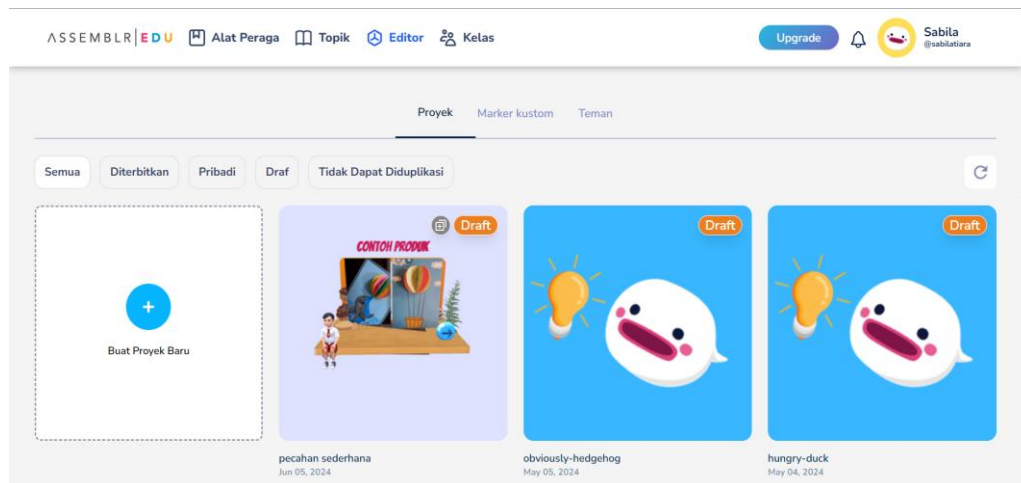 ASSEMBLR EDU Alat Peraga Topik Editor Kelas Upgrade Sabila
@sabilatiara
Proyek Marker kustom Teman
Semua Diterbitkan Pribadi Draf Tidak Dapat Diduplikasi
Draft Draft Draft
CONTOH PRODUK
Buat Proyek Baru
pecahan sederhana obviously-hedgehog hungry-duck
Jun 05, 2024 May 05, 2024 May 04, 2024